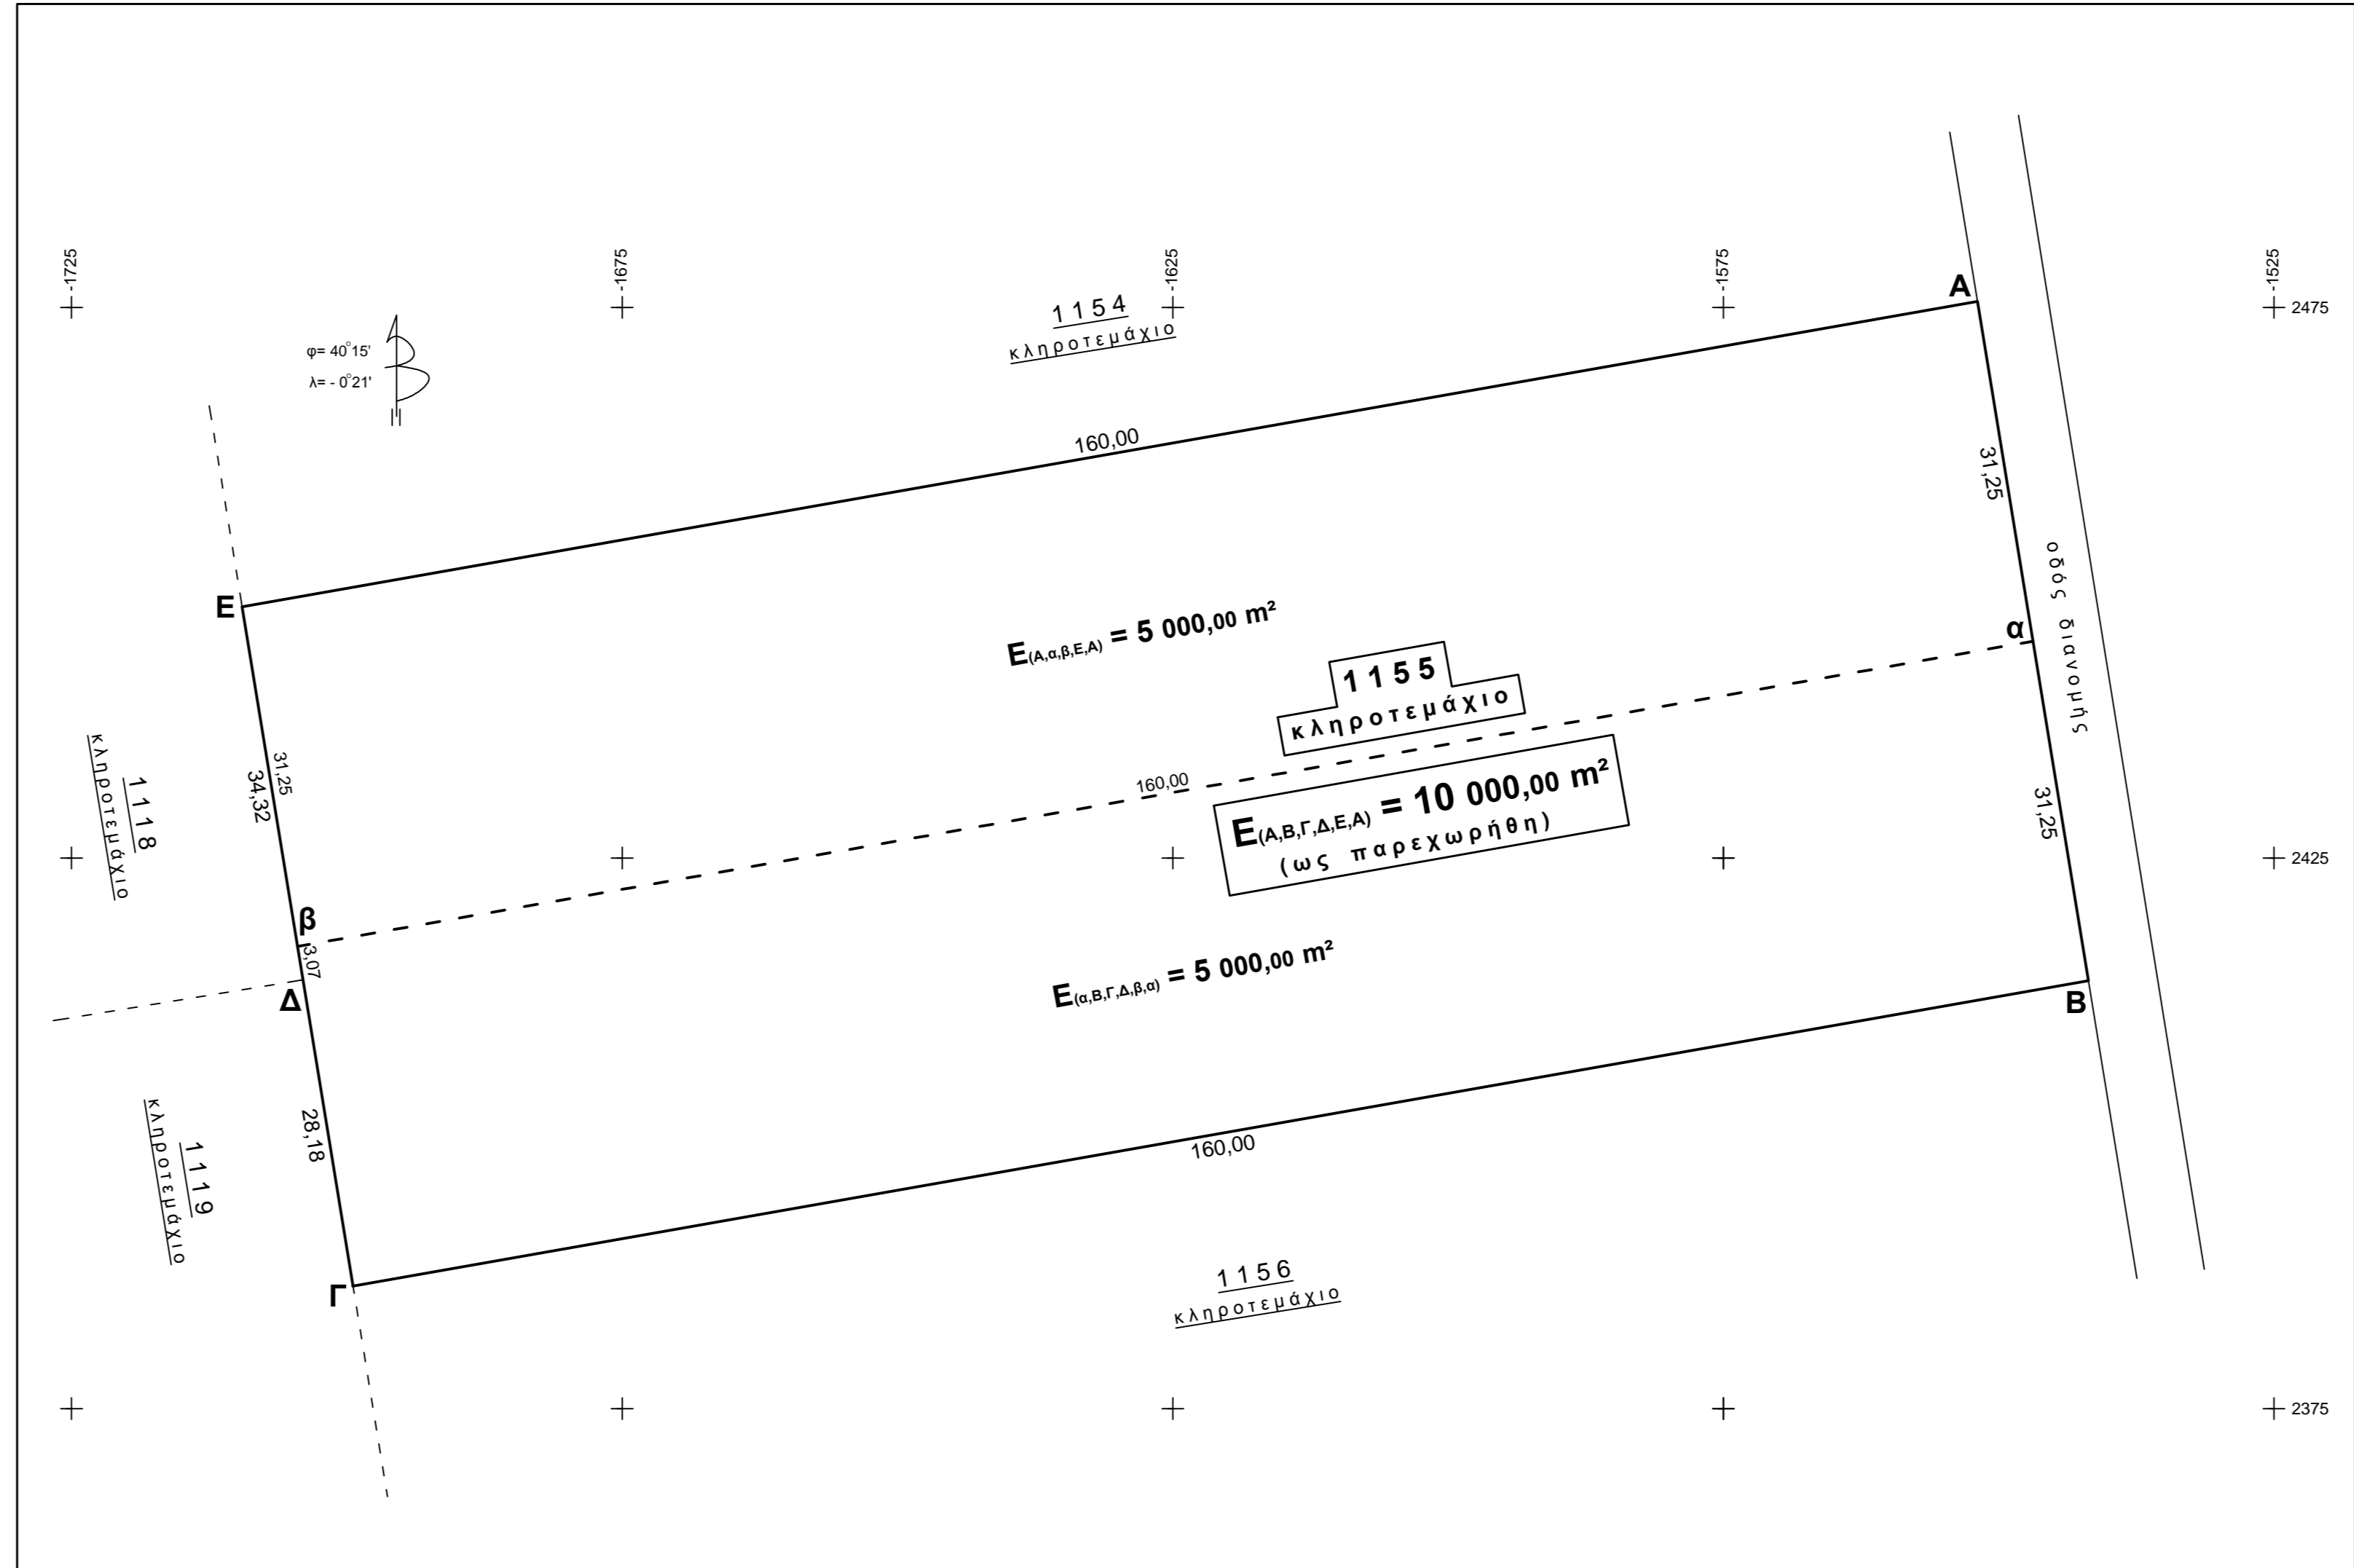 -1725
-1675
-1625
-1575
-1525
2475
φ= 40°15'
λ= - 0°21'
1154
κληροτεμάχιο
Α
160,00
31,25
Ε
Ε(Α,α,β,Ε,Α) = 5 000,00 m²
α
οδός διανομής
1155
κληροτεμάχιο
1118
κληροτεμάχιο
31,25
34,32
160,00
Ε(Α,Β,Γ,Δ,Ε,Α) = 10 000,00 m²
(ως παρεχωρήθη)
31,25
2425
β
3,07
Δ
Ε(α,Β,Γ,Δ,β,α) = 5 000,00 m²
Β
1119
κληροτεμάχιο
28,18
160,00
Γ
1156
κληροτεμάχιο
2375